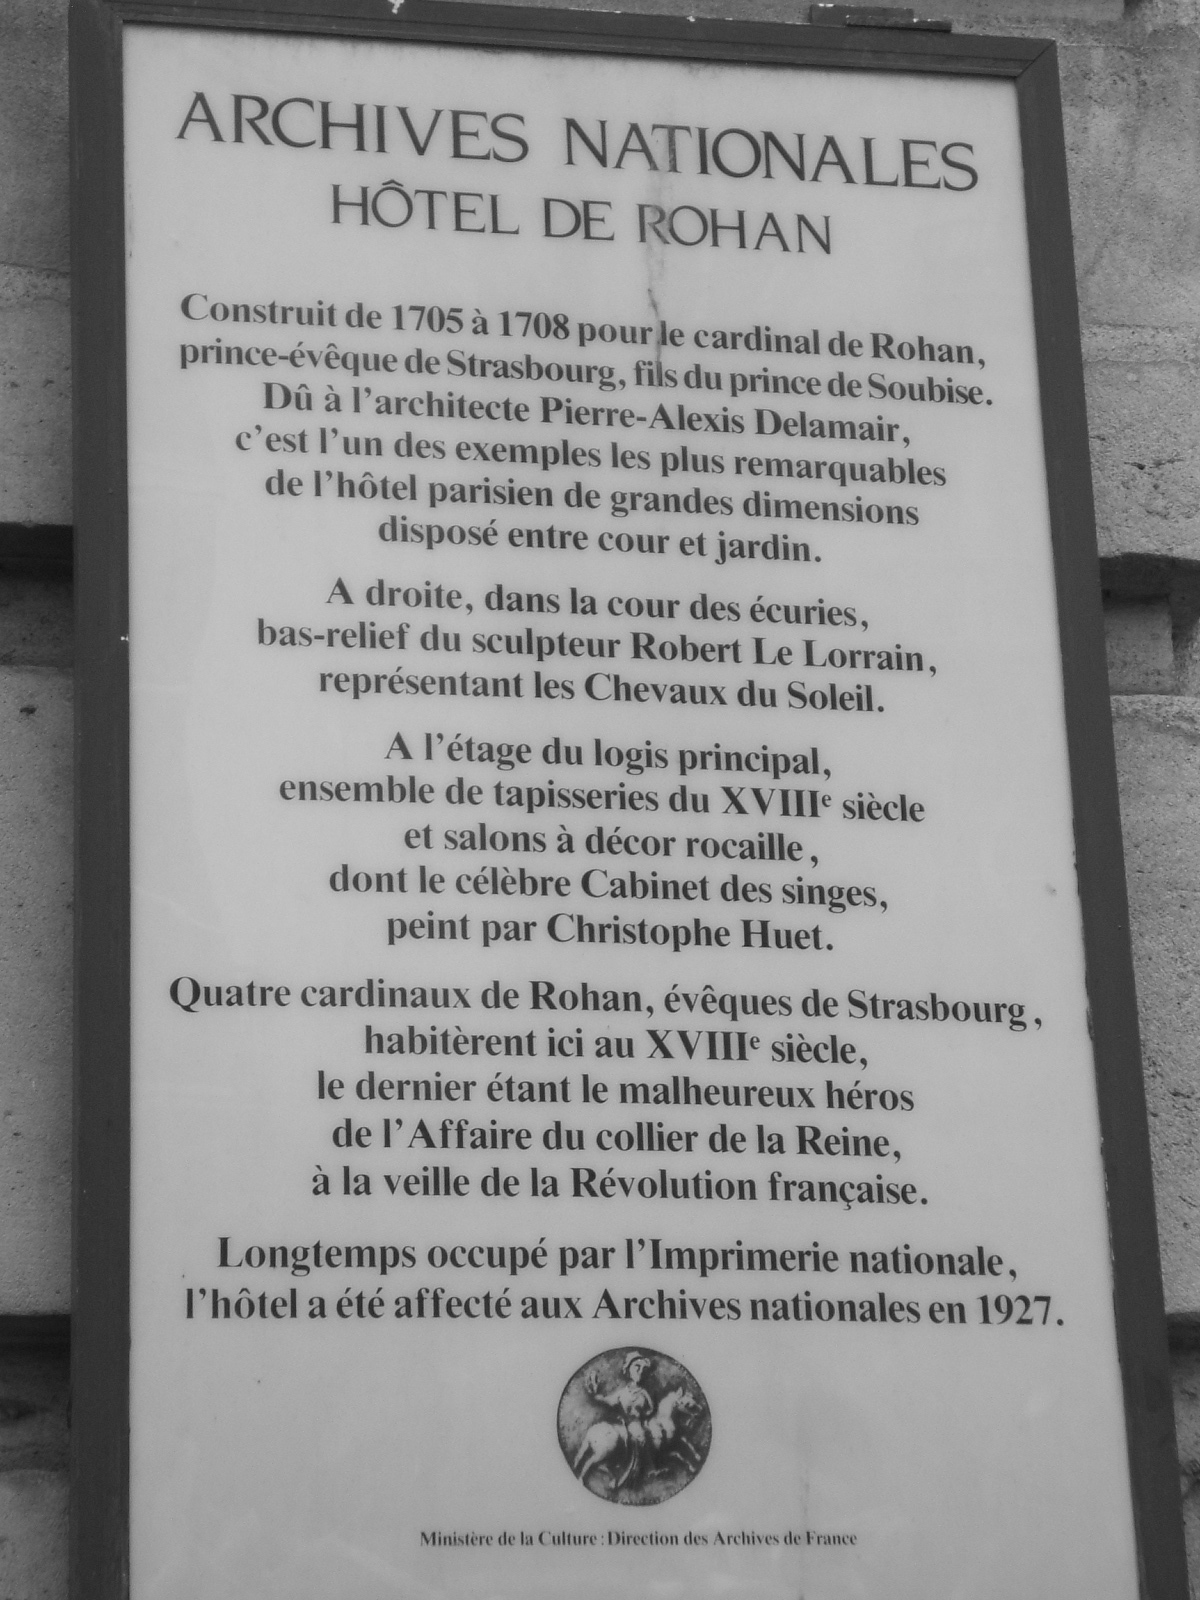 ARCHIVES NATIONALES
HÔTEL DE ROHAN
Construit de 1705 à 1708 pour le cardinal de Rohan,
prince-évêque de Strasbourg, fils du prince de Soubise.
Dû à l'architecte Pierre-Alexis Delamair,
c'est l'un des exemples les plus remarquables
de l'hôtel parisien de grandes dimensions
disposé entre cour et jardin.
A droite, dans la cour des écuries,
bas-relief du sculpteur Robert Le Lorrain,
représentant les Chevaux du Soleil.
A l'étage du logis principal,
ensemble de tapisseries du XVIIIe siècle
et salons à décor rocaille,
dont le célèbre Cabinet des singes,
peint par Christophe Huet.
Quatre cardinaux de Rohan, évêques de Strasbourg,
habitèrent ici au XVIIIe siècle,
le dernier étant le malheureux héros
de l'Affaire du collier de la Reine,
à la veille de la Révolution française.
Longtemps occupé par l'Imprimerie nationale,
l'hôtel a été affecté aux Archives nationales en 1927.
Ministère de la Culture : Direction des Archives de France